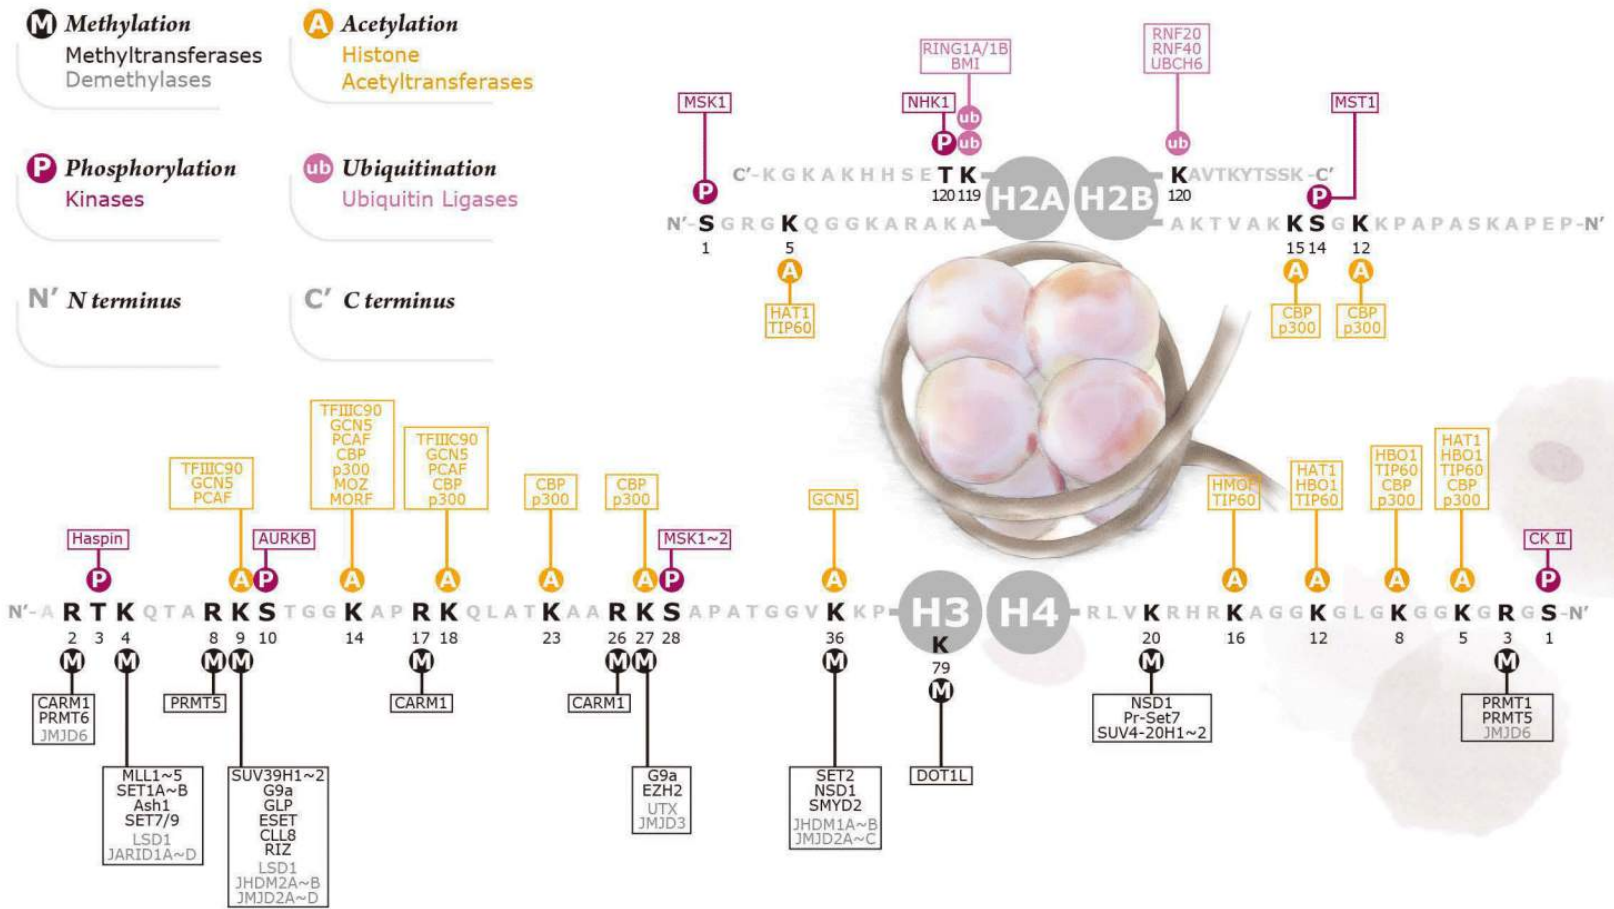 M Methylation
Methyltransferases
Demethylases
A Acetylation
Histone
Acetyltransferases
P Phosphorylation
Kinases
ub Ubiquitination
Ubiquitin Ligases
N' N terminus
C' C terminus
MSK1
NHK1
RING1A/1B
BMI
RNF20
RNF40
UBCH6
MST1
P
P
ub
ub
ub
P
C'-KGKAKHHSETK
120 119
H2A
H2B
KAVTKYTSSK-C'
120
N'-SGRGKQGGKARAKA
1 5
AKTVAKKSGKKPAPASKAPEP-N'
15 14 12
A
HAT1
TIP60
A
CBP
p300
A
CBP
p300
TFIIIC90
GCN5
PCAF
TFIIIC90
GCN5
PCAF
CBP
p300
MOZ
MORF
TFIIIC90
GCN5
PCAF
CBP
p300
CBP
p300
CBP
p300
GCN5
HMOF
TIP60
HAT1
HBO1
TIP60
HBO1
TIP60
CBP
p300
HAT1
HBO1
TIP60
CBP
p300
Haspin
AURKB
MSK1~2
CK II
P A P A A A A P A A A A A P
N'-ARTKQTARKSTGGKAPRKQLATKAARKSAPATGGVKKP
H3
H4
RLVKRHRKAGGKGLGKGGKGRGS-N'
2 3 4 8 9 10 14 17 18 23 26 27 28 36
K
79
20 16 12 8 5 3 1
M M M M M M M M M M M
CARM1
PRMT6
JMJD6
PRMT5
CARM1
CARM1
NSD1
Pr-Set7
SUV4-20H1~2
PRMT1
PRMT5
JMJD6
MLL1~5
SET1A~B
Ash1
SET7/9
LSD1
JARID1A~D
SUV39H1~2
G9a
GLP
ESET
CLL8
RIZ
LSD1
JHDM2A~B
JMJD2A~D
G9a
EZH2
UTX
JMJD3
SET2
NSD1
SMYD2
JHDM1A~B
JMJD2A~C
DOT1L